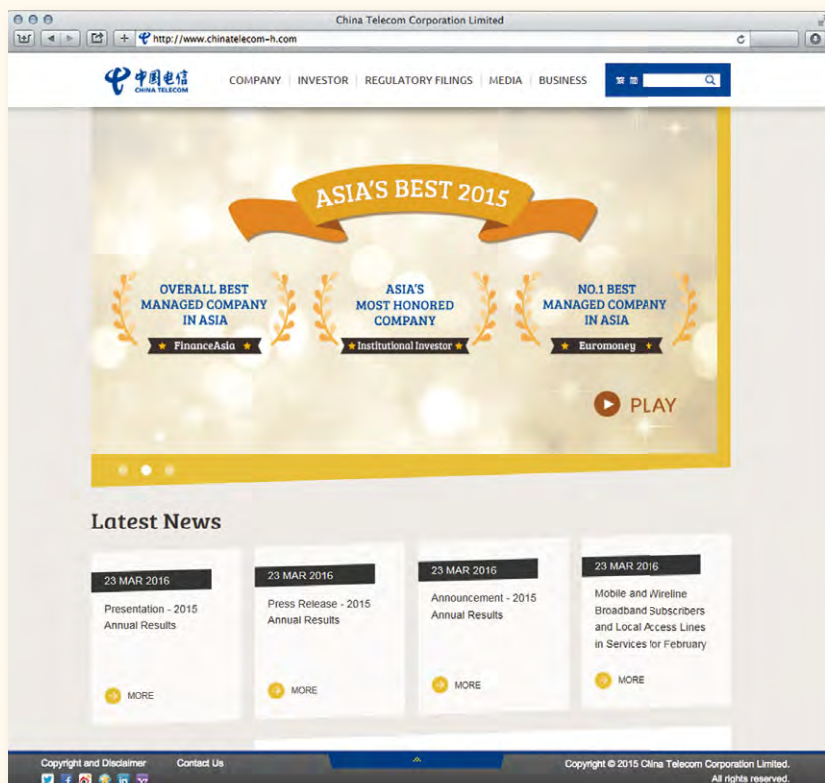 China Telecom Corporation Limited
http://www.chinatelecom-h.com
中国电信
CHINA TELECOM
COMPANY
INVESTOR
REGULATORY FILINGS
MEDIA
BUSINESS
繁 簡
ASIA'S BEST 2015
OVERALL BEST
MANAGED COMPANY
IN ASIA
FinanceAsia
ASIA'S
MOST HONORED
COMPANY
Institutional Investor
NO.1 BEST
MANAGED COMPANY
IN ASIA
Euromoney
PLAY
Latest News
23 MAR 2016
Presentation - 2015
Annual Results
MORE
23 MAR 2016
Press Release - 2015
Annual Results
MORE
23 MAR 2016
Announcement - 2015
Annual Results
MORE
23 MAR 2016
Mobile and Wireline
Broadband Subscribers
and Local Access Lines
in Services for February
MORE
Copyright and Disclaimer
Contact Us
Copyright © 2015 China Telecom Corporation Limited.
All rights reserved.